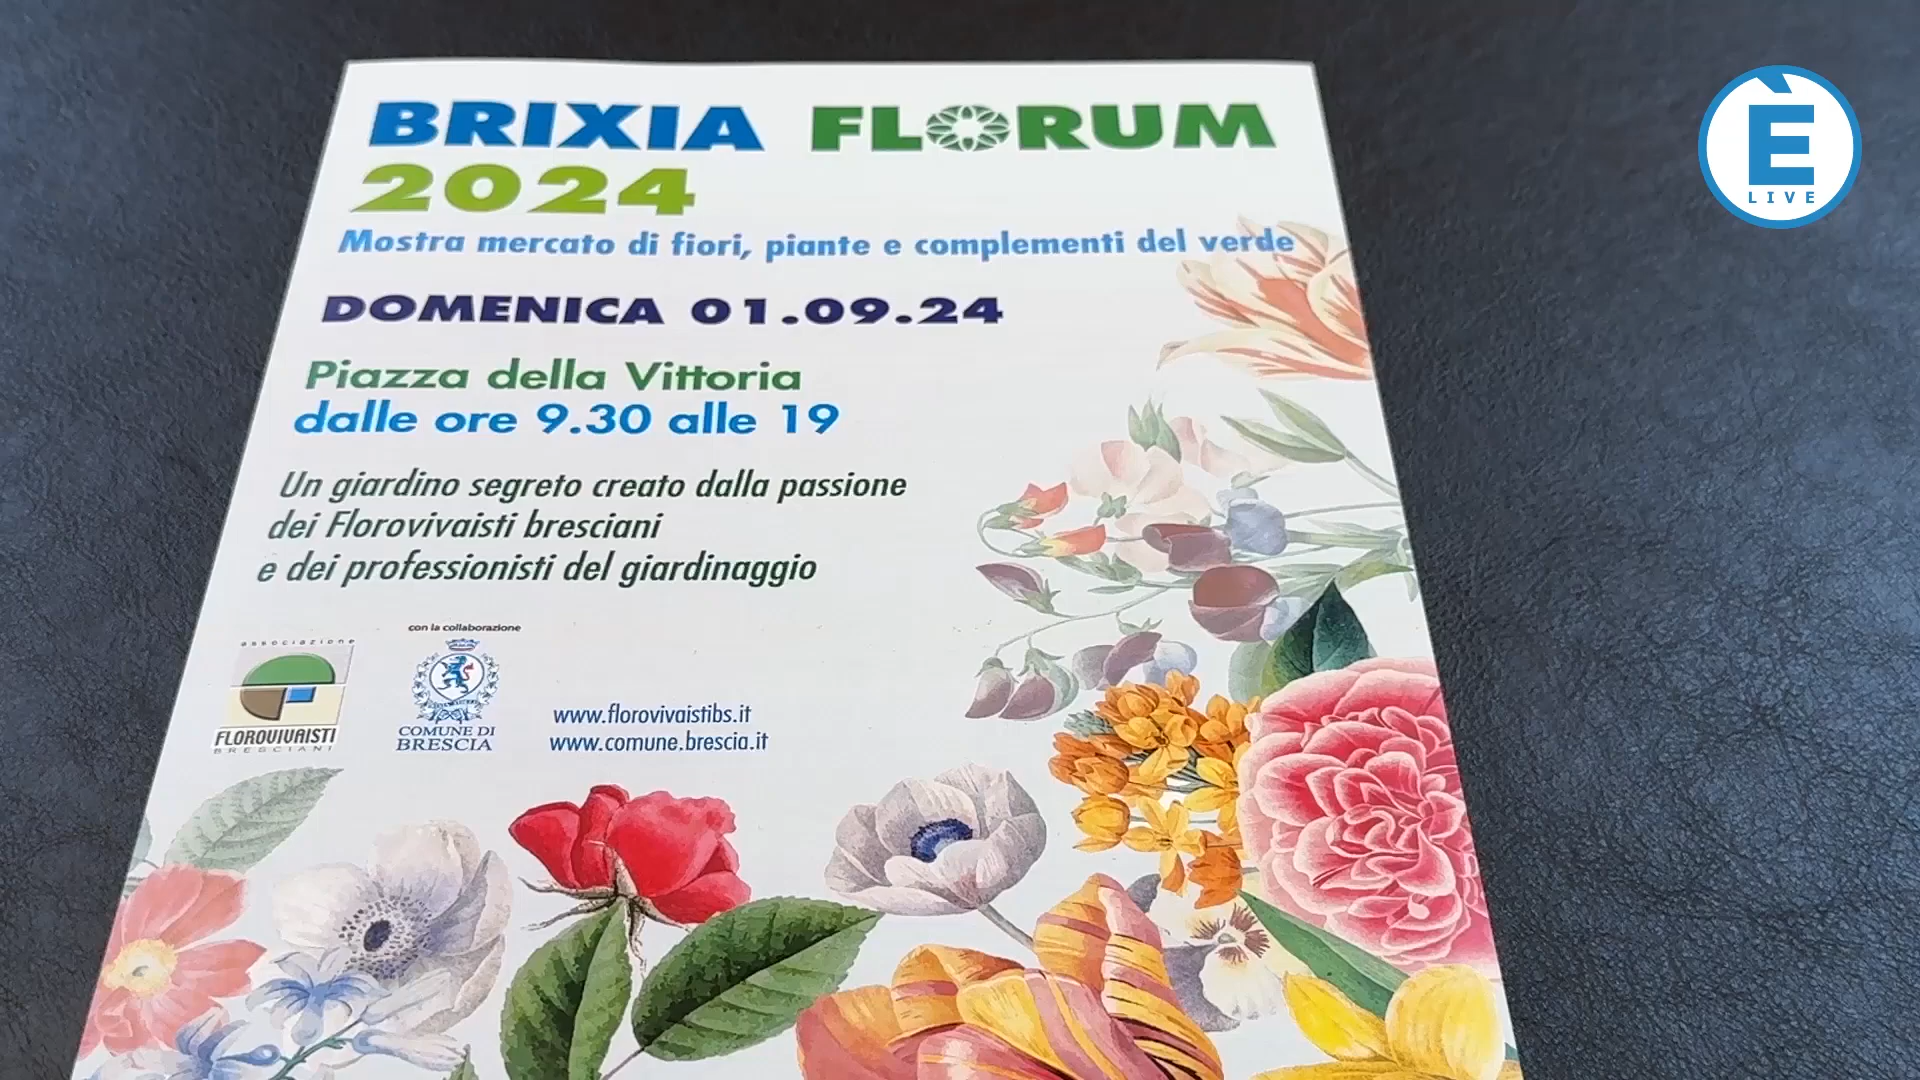 BRIXIA FLORUM
2024
Mostra mercato di fiori, piante e complementi del verde
DOMENICA 01.09.24
Piazza della Vittoria
dalle ore 9.30 alle 19
Un giardino segreto creato dalla passione
dei Florovivaisti bresciani
e dei professionisti del giardinaggio
associazione
FLOROVIVAISTI
BRESCIANI
con la collaborazione
COMUNE DI
BRESCIA
www.florovivaistibs.it
www.comune.brescia.it
È
LIVE